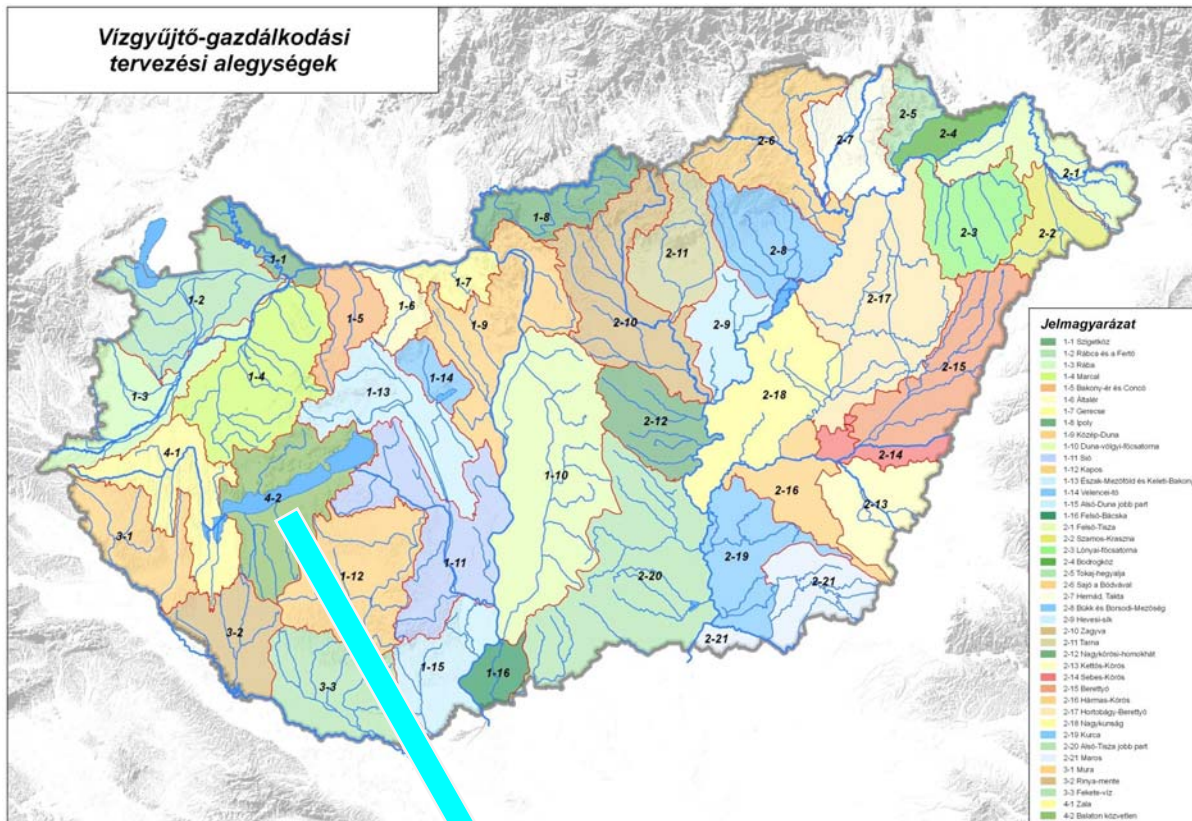 Vízgyűjtő-gazdálkodási
tervezési alegységek
2-6
2-7
2-5
2-4
2-1
1-8
2-3
2-2
1-1
2-11
2-8
1-2
1-7
1-6
1-5
1-9
2-10
2-9
2-17
1-3
1-4
1-13
1-14
2-18
2-15
2-12
4-1
2-14
1-10
4-2
2-16
2-13
3-1
1-12
1-11
2-19
2-20
2-21
3-2
2-21
1-15
1-16
3-3
Jelmagyarázat
1-1 Szigetköz
1-2 Rábca és a Fertő
1-3 Rába
1-4 Marcal
1-5 Bakony-ér és Concó
1-6 Általér
1-7 Gerecse
1-8 Ipoly
1-9 Közép-Duna
1-10 Duna-völgyi-főcsatorna
1-11 Sió
1-12 Kapos
1-13 Észak-Mezőföld és Keleti-Bakony
1-14 Velencei-tó
1-15 Alsó-Duna jobb part
1-16 Felső-Bácska
2-1 Felső-Tisza
2-2 Szamos-Kraszna
2-3 Lónyai-főcsatorna
2-4 Bodrogköz
2-5 Tokaj-hegyalja
2-6 Sajó a Bódvával
2-7 Hernád, Takta
2-8 Bükk és Borsodi-Mezőség
2-9 Hevesi-sík
2-10 Zagyva
2-11 Tarna
2-12 Nagykőrösi-homokhát
2-13 Kettős-Körös
2-14 Sebes-Körös
2-15 Berettyó
2-16 Hármas-Körös
2-17 Hortobágy-Berettyó
2-18 Nagykunság
2-19 Kurca
2-20 Alsó-Tisza jobb part
2-21 Maros
3-1 Mura
3-2 Rinya-mente
3-3 Fekete-víz
4-1 Zala
4-2 Balaton közvetlen